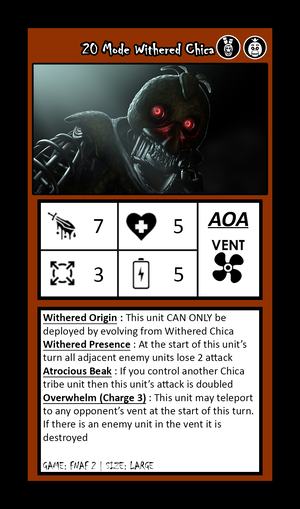 20 Mode Withered Chica
7
5
AOA
VENT
3
5
Withered Origin : This unit CAN ONLY be
deployed by evolving from Withered Chica
Withered Presence : At the start of this unit's
turn all adjacent enemy units lose 2 attack
Atrocious Beak : If you control another Chica
tribe unit then this unit's attack is doubled
Overwhelm (Charge 3) : This unit may teleport
to any opponent's vent at the start of this turn.
If there is an enemy unit in the vent it is
destroyed
GAME: FNAF 2 | SIZE: LARGE